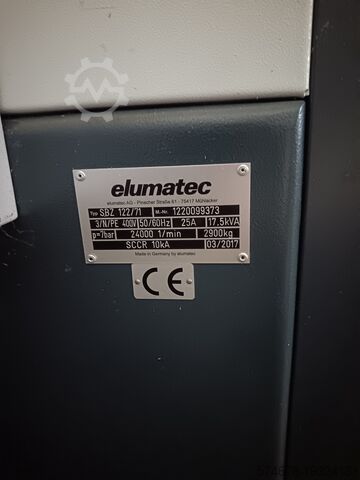 elumatec
elumatec AG - Pinacher Straße 61 - 75417 Mühlacker
Typ SBZ 122/71 M.-Nr. 1220099373
3/N/PE 400V 50/60Hz 25A 17.5kVA
p=7bar 24000 1/min 2900kg
SCCR 10kA 03/2017
Made in Germany by elumatec
CE